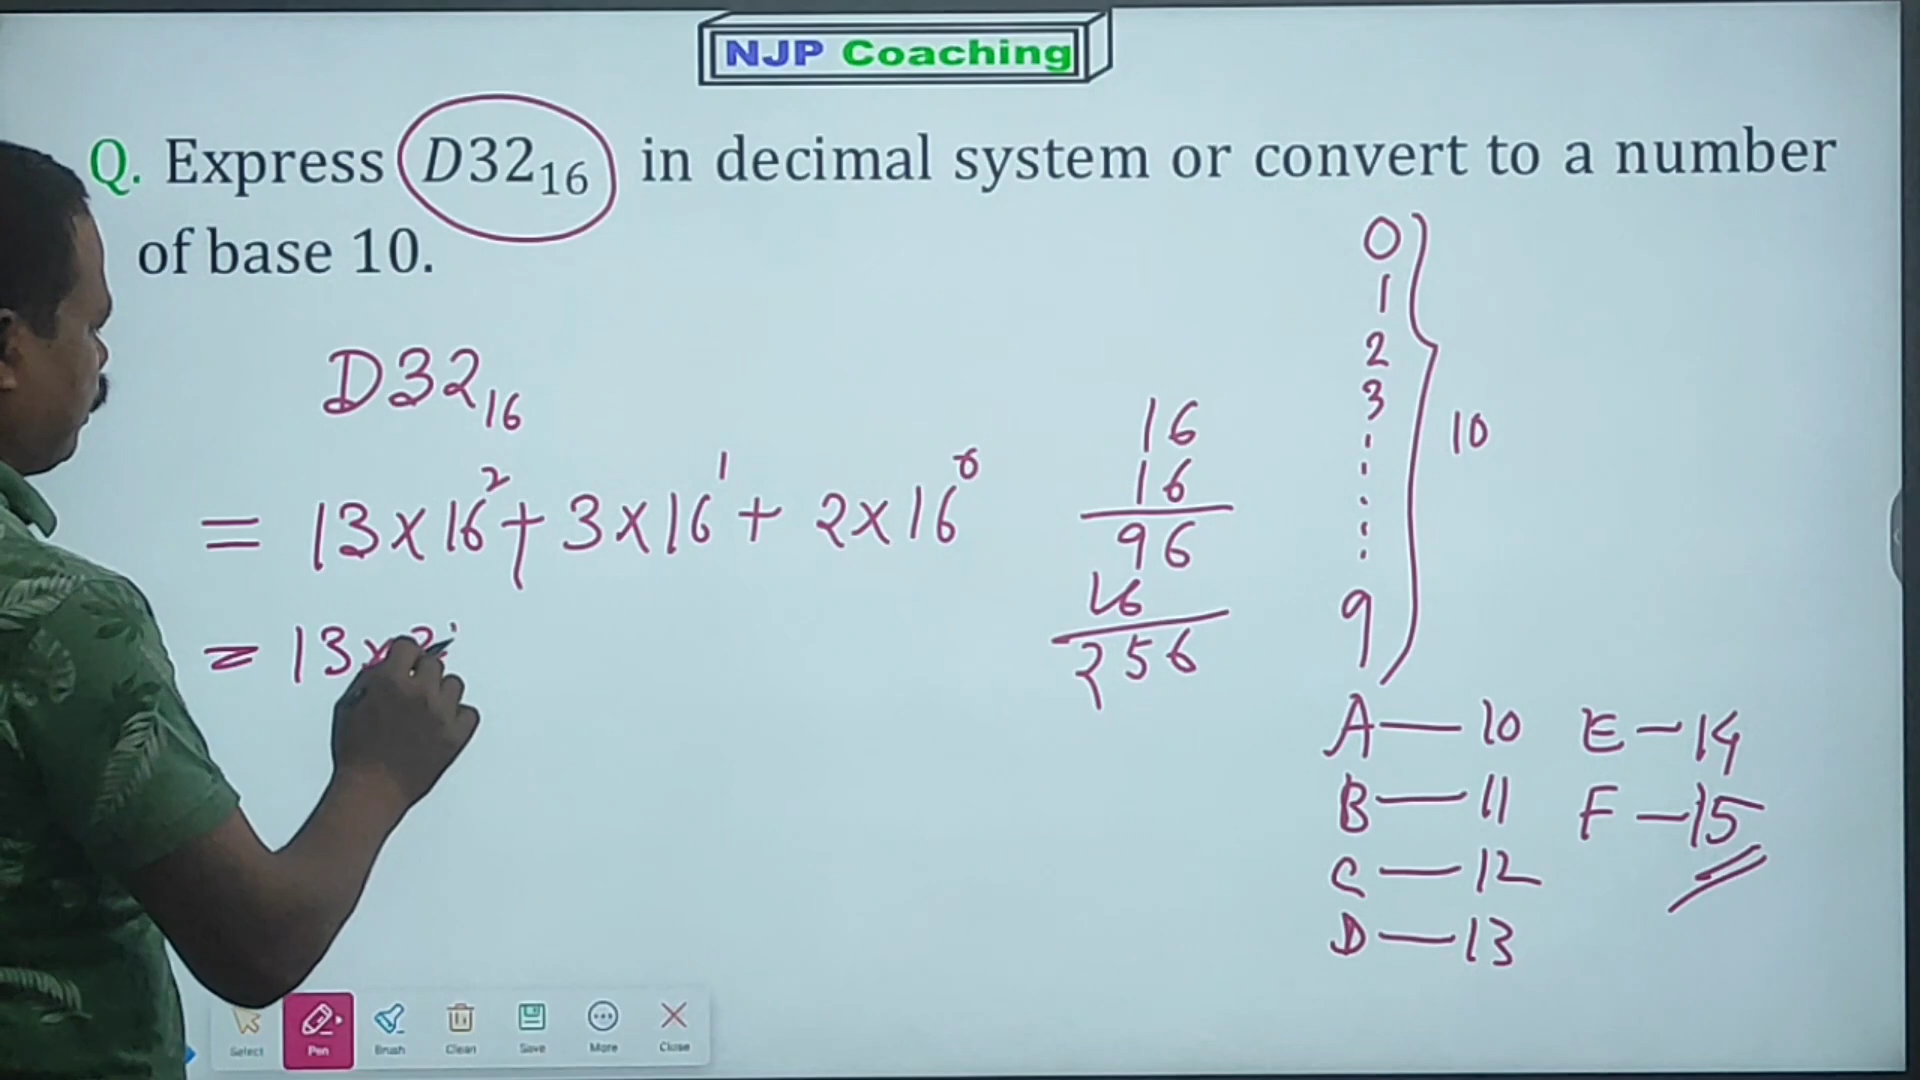 NJP Coaching
Q. Express D32₁₆ in decimal system or convert to a number
of base 10.
D32₁₆
= 13 x 16² + 3 x 16¹ + 2 x 16⁰
= 13 x 2
16
16
96
16
256
0
1
2
3
9
10
A — 10
B — 11
C — 12
D — 13
E — 14
F — 15
Select Pen Brush Clean Save More Close